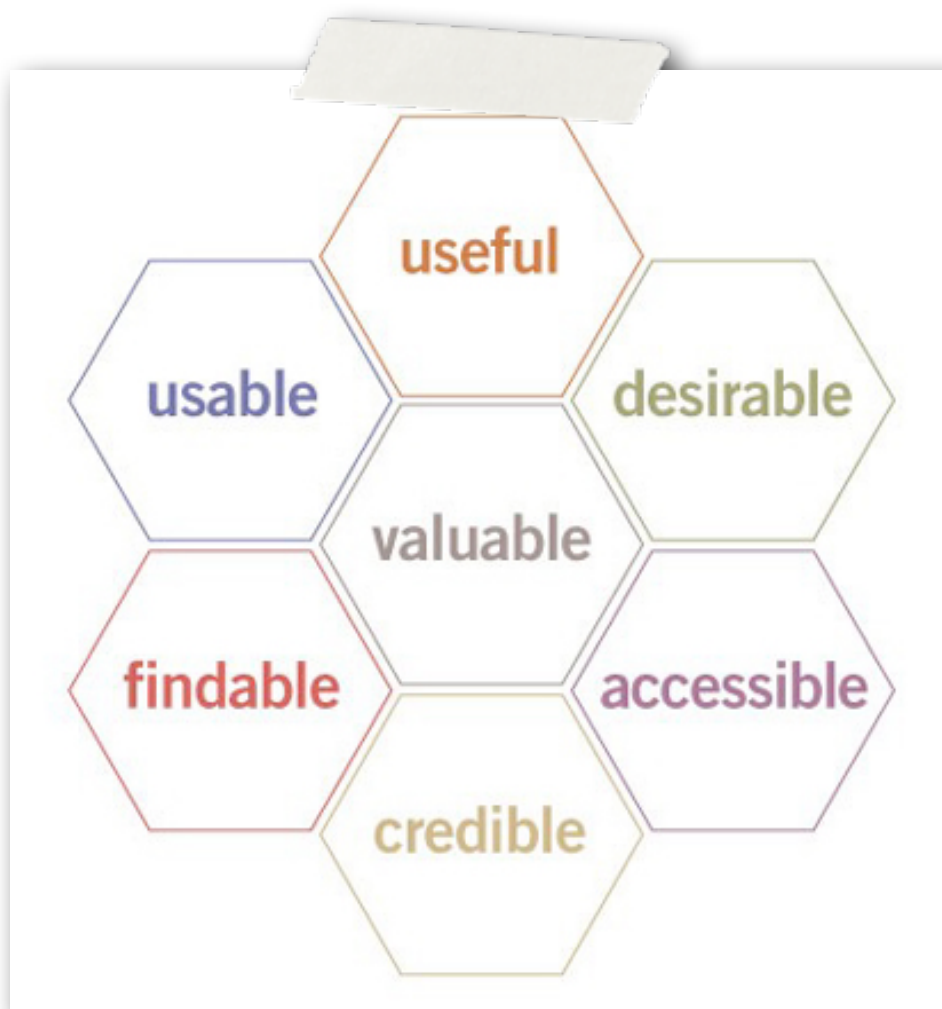 useful
usable
desirable
valuable
findable
accessible
credible